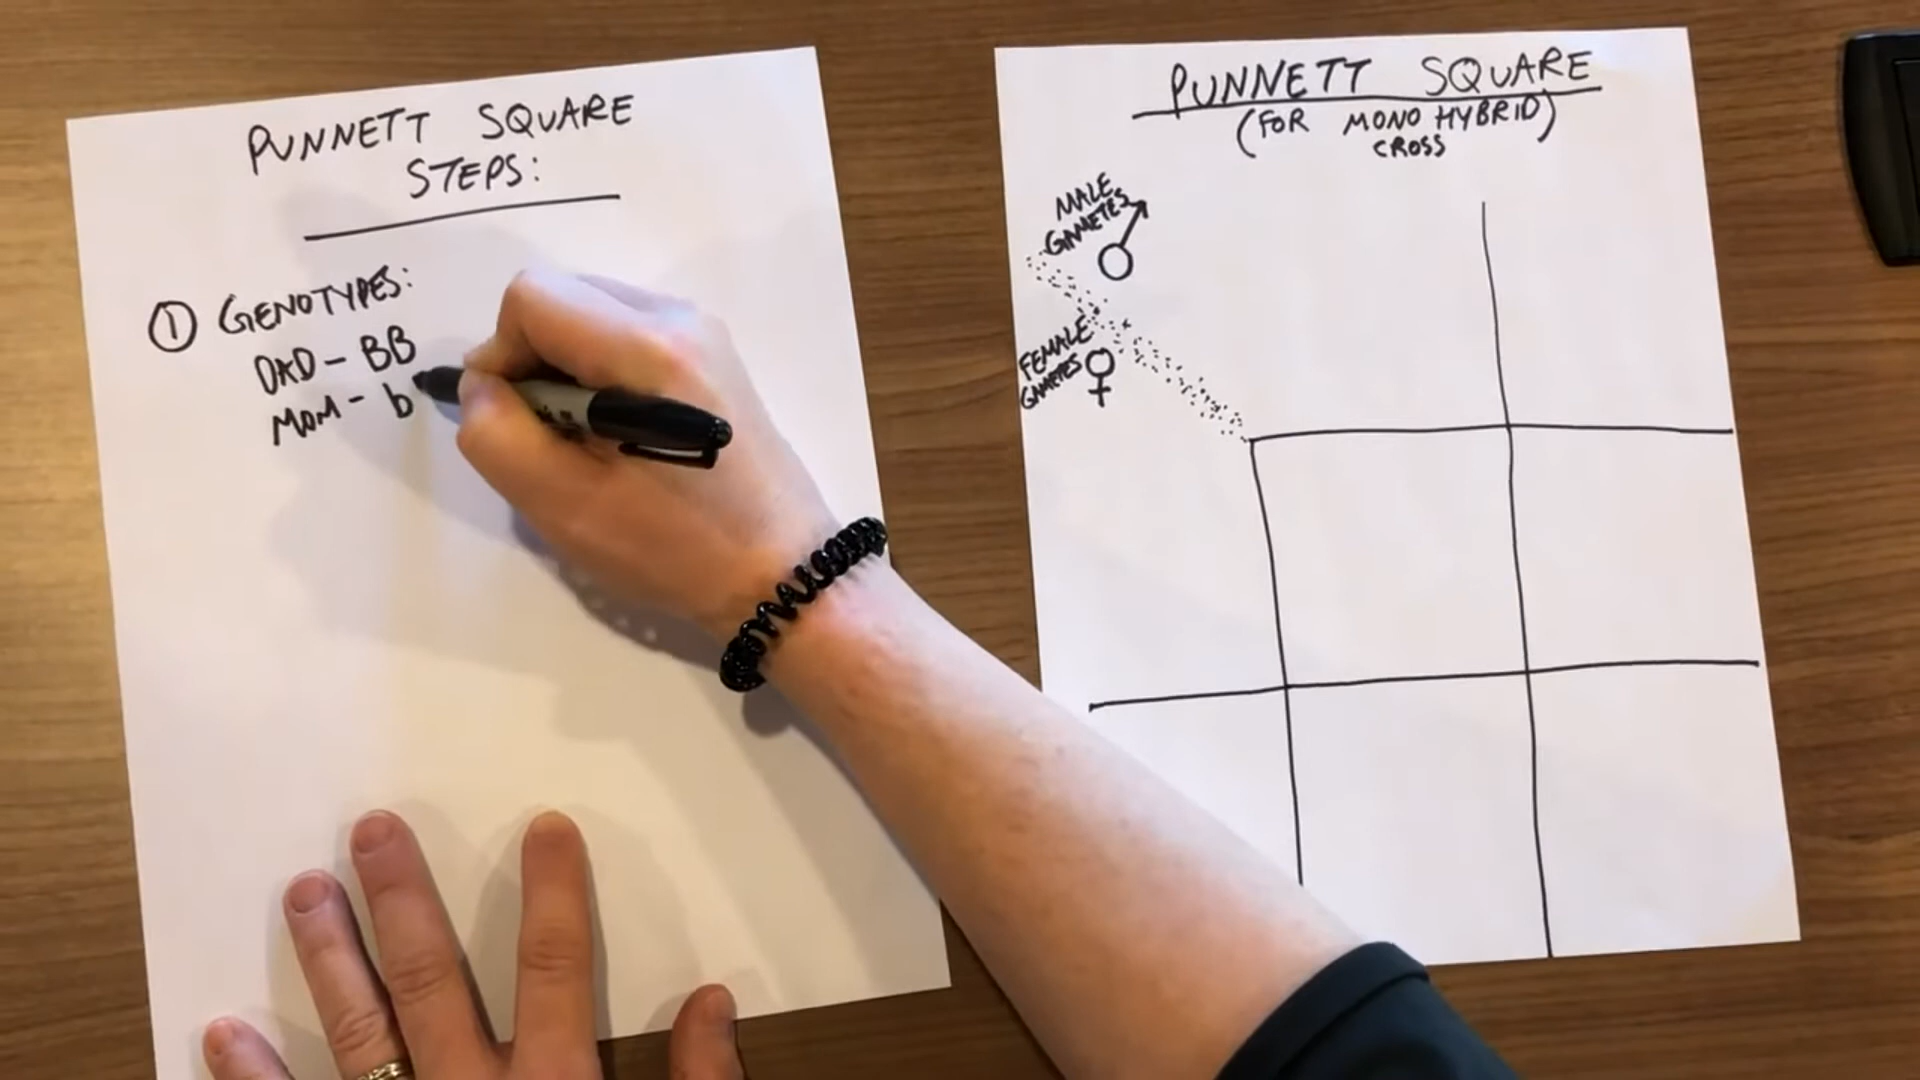 PUNNETT SQUARE
STEPS:
① GENOTYPES:
DAD - BB
MOM - b
PUNNETT SQUARE
(FOR MONO HYBRID)
CROSS
MALE
GAMETES
♂
FEMALE
GAMETES
♀